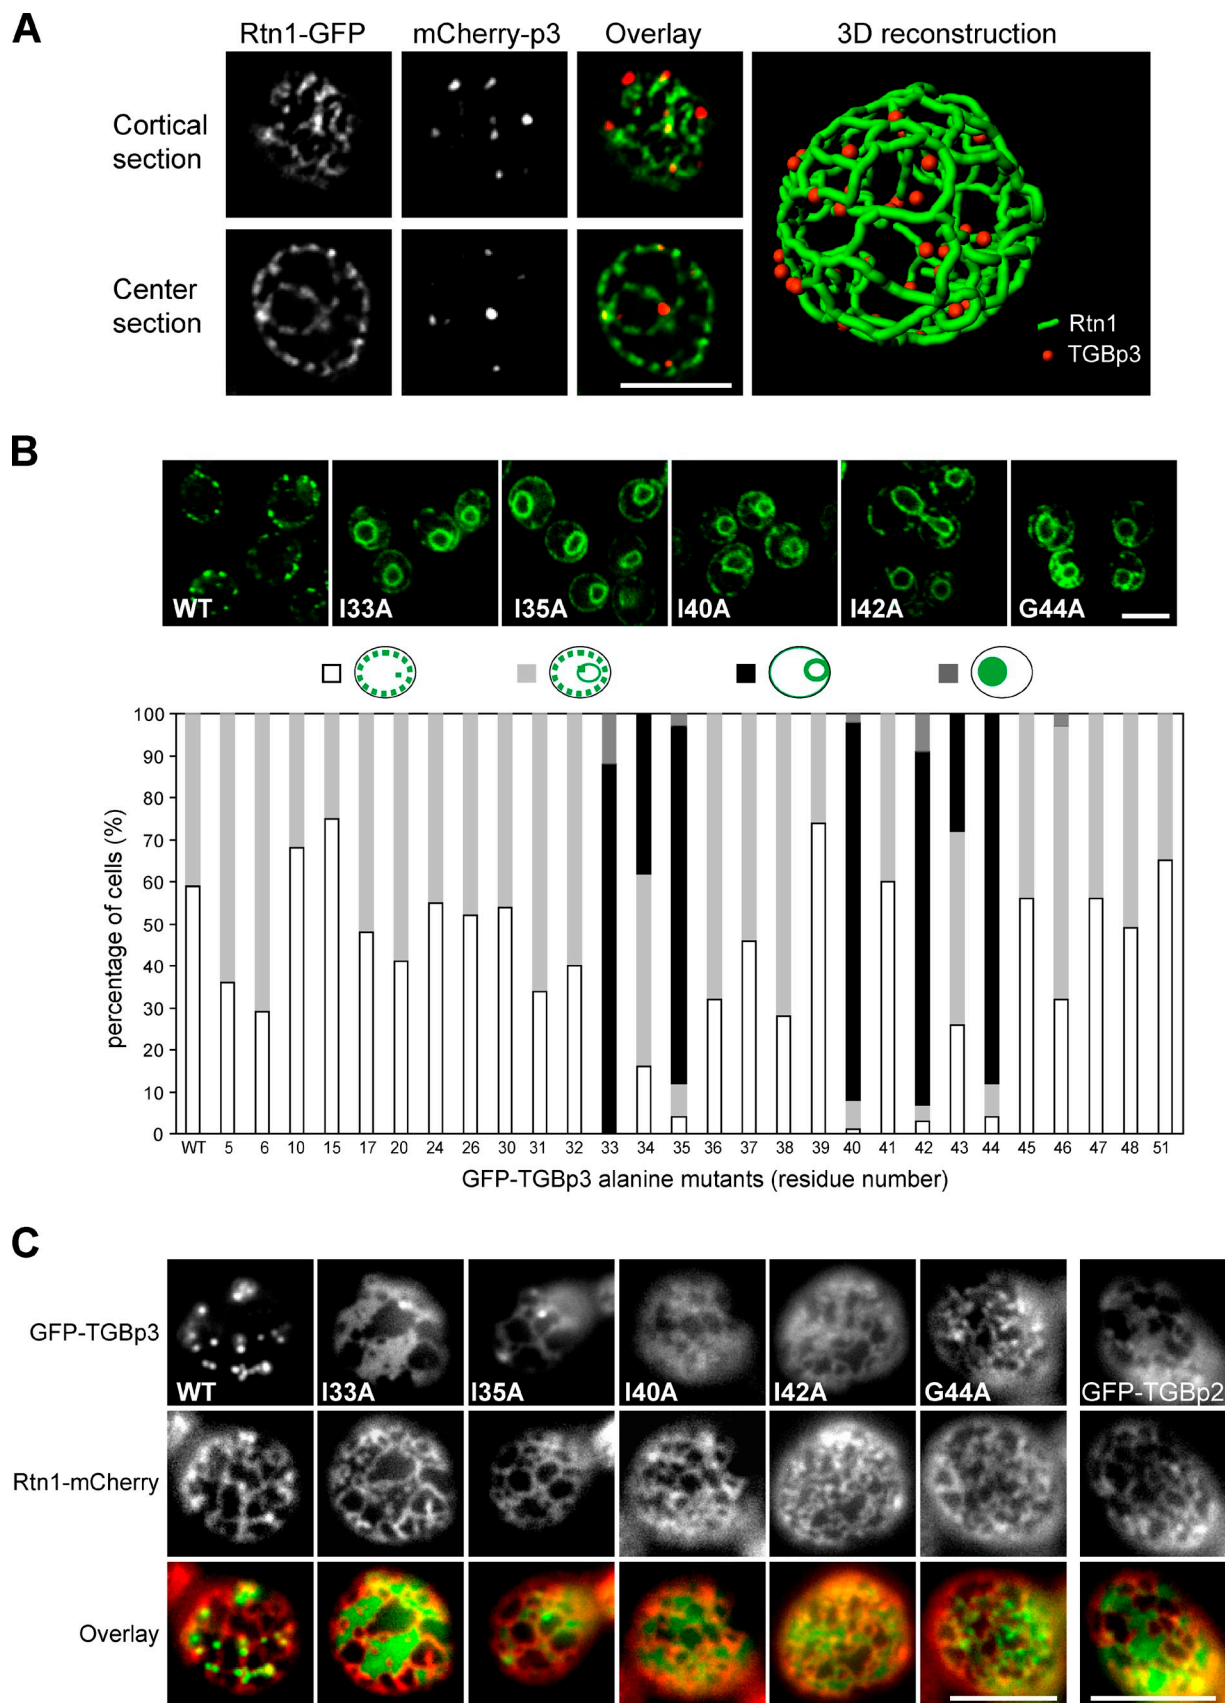 A
Rtn1-GFP mCherry-p3 Overlay 3D reconstruction
Cortical
section
Center
section
Rtn1
TGBp3
B
WT I33A I35A I40A I42A G44A
100
90
80
70
60
50
40
30
20
10
0
percentage of cells (%)
WT 5 6 10 15 17 20 24 26 30 31 32 33 34 35 36 37 38 39 40 41 42 43 44 45 46 47 48 51
GFP-TGBp3 alanine mutants (residue number)
C
GFP-TGBp3
WT I33A I35A I40A I42A G44A GFP-TGBp2
Rtn1-mCherry
Overlay